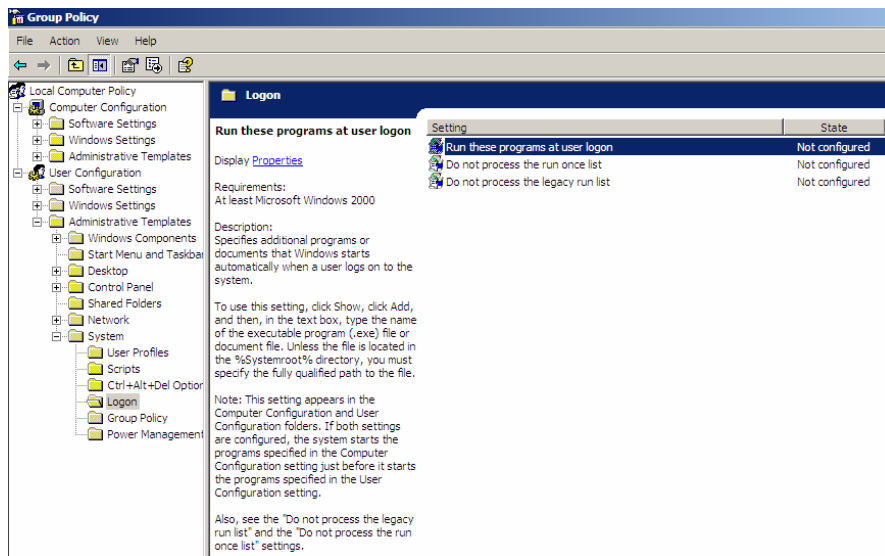 Group Policy
File Action View Help
Local Computer Policy
Computer Configuration
Software Settings
Windows Settings
Administrative Templates
User Configuration
Software Settings
Windows Settings
Administrative Templates
Windows Components
Start Menu and Taskbar
Desktop
Control Panel
Shared Folders
Network
System
User Profiles
Scripts
Ctrl+Alt+Del Option
Logon
Group Policy
Power Management
Logon
Run these programs at user logon
Display Properties
Requirements:
At least Microsoft Windows 2000
Description:
Specifies additional programs or
documents that Windows starts
automatically when a user logs on to the
system.
To use this setting, click Show, click Add,
and then, in the text box, type the name
of the executable program (.exe) file or
document file. Unless the file is located in
the %Systemroot% directory, you must
specify the fully qualified path to the file.
Note: This setting appears in the
Computer Configuration and User
Configuration folders. If both settings
are configured, the system starts the
programs specified in the Computer
Configuration setting just before it starts
the programs specified in the User
Configuration setting.
Also, see the "Do not process the legacy
run list" and the "Do not process the run
once list" settings.
Setting State
Run these programs at user logon Not configured
Do not process the run once list Not configured
Do not process the legacy run list Not configured